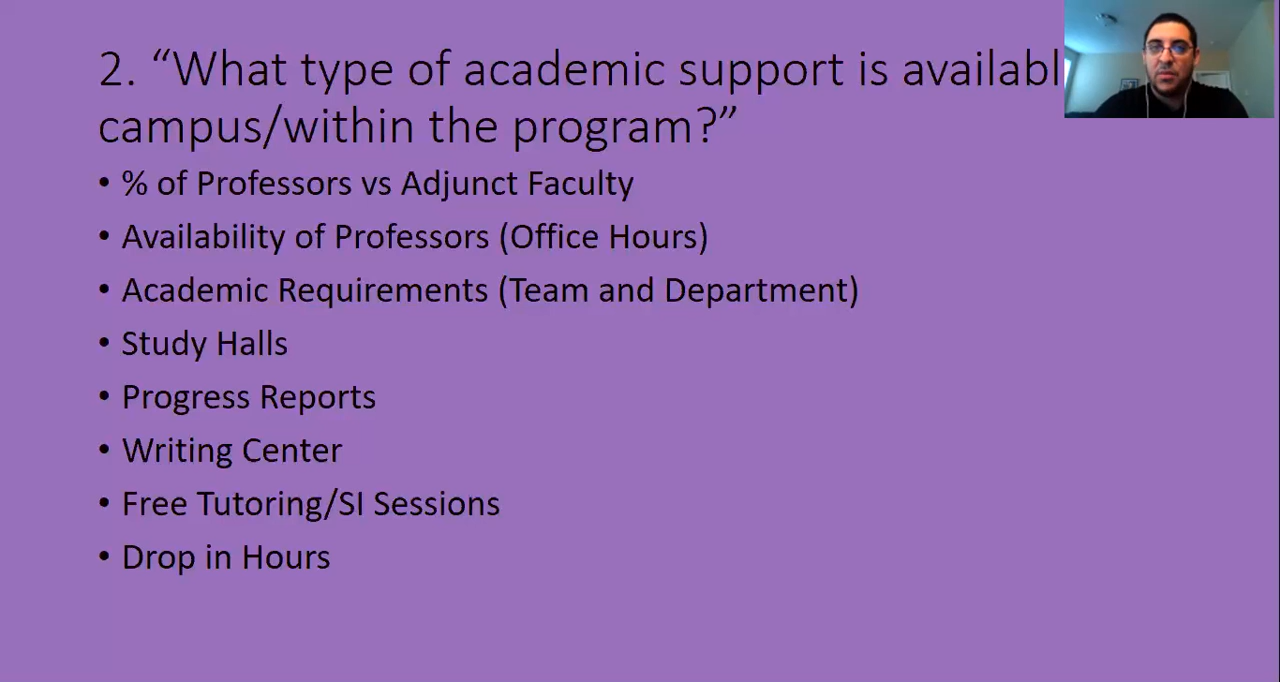 2. “What type of academic support is availabl
campus/within the program?”
• % of Professors vs Adjunct Faculty
• Availability of Professors (Office Hours)
• Academic Requirements (Team and Department)
• Study Halls
• Progress Reports
• Writing Center
• Free Tutoring/SI Sessions
• Drop in Hours